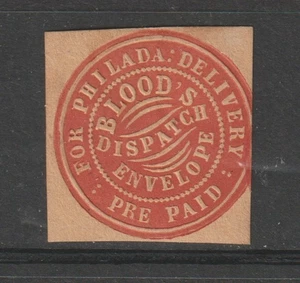 FOR PHILADA: DELIVERY
: PRE PAID :
BLOOD'S
DISPATCH
ENVELOPE